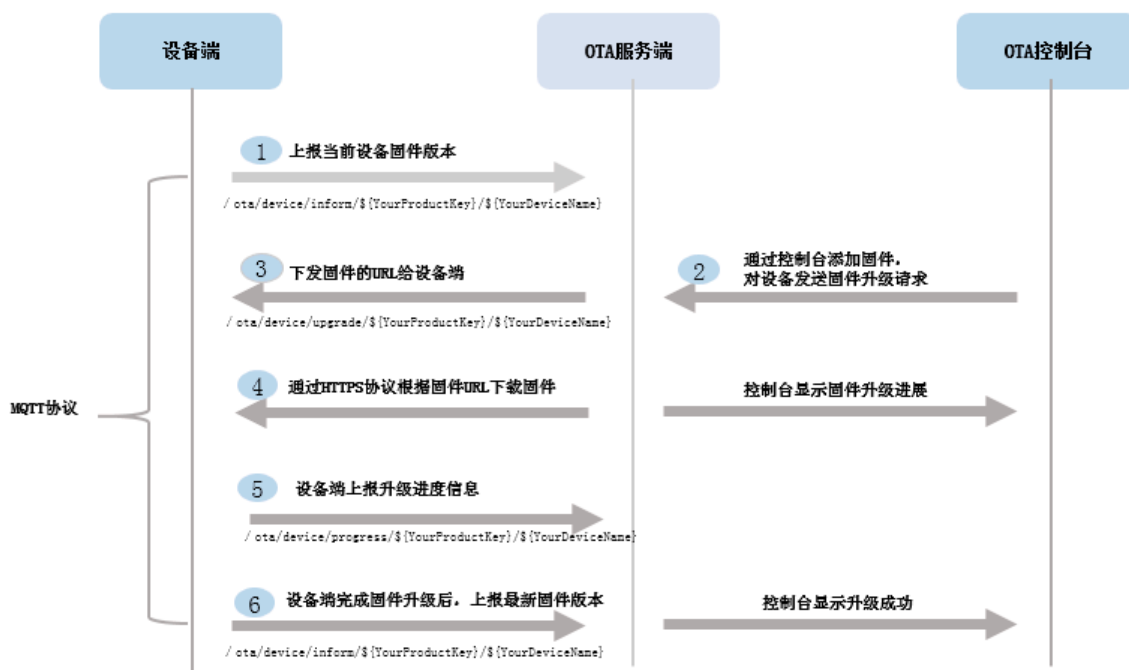 设备端
OTA服务端
OTA控制台
1 上报当前设备固件版本
/ota/device/inform/${YourProductKey}/${YourDeviceName}
3 下发固件的URL给设备端
2 通过控制台添加固件，
对设备发送固件升级请求
/ota/device/upgrade/${YourProductKey}/${YourDeviceName}
4 通过HTTPS协议根据固件URL下载固件
控制台显示固件升级进展
MQTT协议
5 设备端上报升级进度信息
/ota/device/progress/${YourProductKey}/${YourDeviceName}
6 设备端完成固件升级后，上报最新固件版本
控制台显示升级成功
/ota/device/inform/${YourProductKey}/${YourDeviceName}